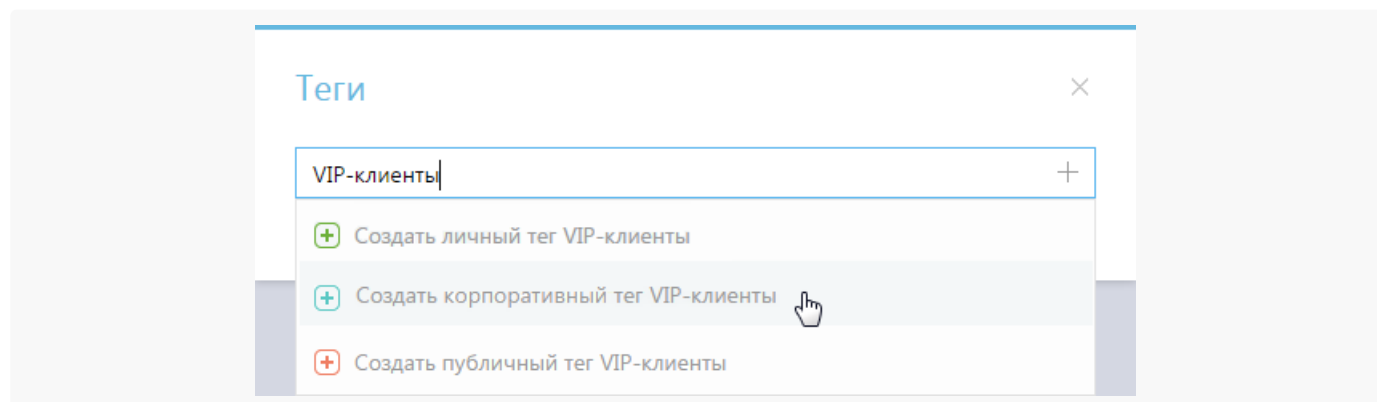 Теги
VIP-клиенты
Создать личный тег VIP-клиенты
Создать корпоративный тег VIP-клиенты
Создать публичный тег VIP-клиенты